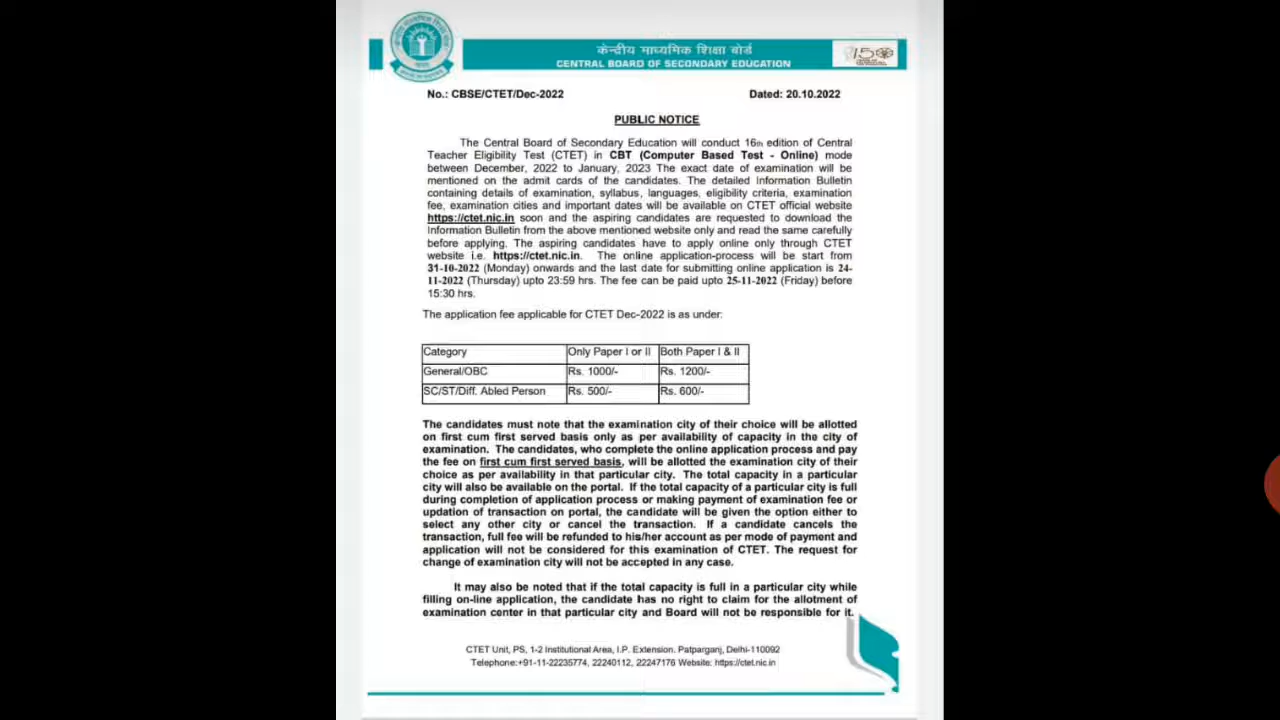 केन्द्रीय माध्यमिक शिक्षा बोर्ड
CENTRAL BOARD OF SECONDARY EDUCATION
No.: CBSE/CTET/Dec-2022 Dated: 20.10.2022
PUBLIC NOTICE
The Central Board of Secondary Education will conduct 16th edition of Central
Teacher Eligibility Test (CTET) in CBT (Computer Based Test - Online) mode
between December, 2022 to January, 2023 The exact date of examination will be
mentioned on the admit cards of the candidates. The detailed Information Bulletin
containing details of examination, syllabus, languages, eligibility criteria, examination
fee, examination cities and important dates will be available on CTET official website
https://ctet.nic.in soon and the aspiring candidates are requested to download the
Information Bulletin from the above mentioned website only and read the same carefully
before applying. The aspiring candidates have to apply online only through CTET
website i.e. https://ctet.nic.in. The online application-process will be start from
31-10-2022 (Monday) onwards and the last date for submitting online application is 24-
11-2022 (Thursday) upto 23:59 hrs. The fee can be paid upto 25-11-2022 (Friday) before
15:30 hrs.
The application fee applicable for CTET Dec-2022 is as under:
Category Only Paper I or II Both Paper I & II
General/OBC Rs. 1000/- Rs. 1200/-
SC/ST/Diff. Abled Person Rs. 500/- Rs. 600/-
The candidates must note that the examination city of their choice will be allotted
on first cum first served basis only as per availability of capacity in the city of
examination. The candidates, who complete the online application process and pay
the fee on first cum first served basis, will be allotted the examination city of their
choice as per availability in that particular city. The total capacity in a particular
city will also be available on the portal. If the total capacity of a particular city is full
during completion of application process or making payment of examination fee or
updation of transaction on portal, the candidate will be given the option either to
select any other city or cancel the transaction. If a candidate cancels the
transaction, full fee will be refunded to his/her account as per mode of payment and
application will not be considered for this examination of CTET. The request for
change of examination city will not be accepted in any case.
It may also be noted that if the total capacity is full in a particular city while
filling on-line application, the candidate has no right to claim for the allotment of
examination center in that particular city and Board will not be responsible for it.
CTET Unit, PS, 1-2 Institutional Area, I.P. Extension. Patparganj, Delhi-110092
Telephone:+91-11-22235774, 22240112, 22247176 Website: https://ctet.nic.in